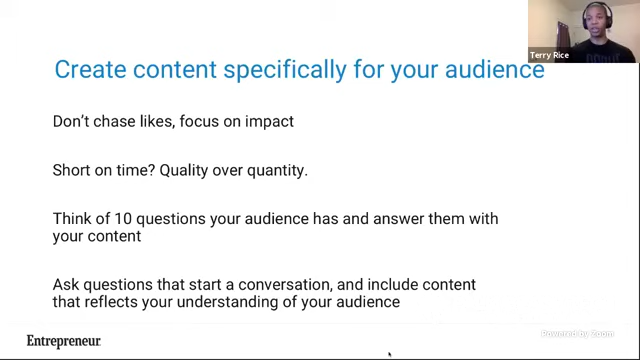 Terry Rice
Create content specifically for your audience
Don't chase likes, focus on impact
Short on time? Quality over quantity.
Think of 10 questions your audience has and answer them with
your content
Ask questions that start a conversation, and include content
that reflects your understanding of your audience
Powered by Zoom
Entrepreneur